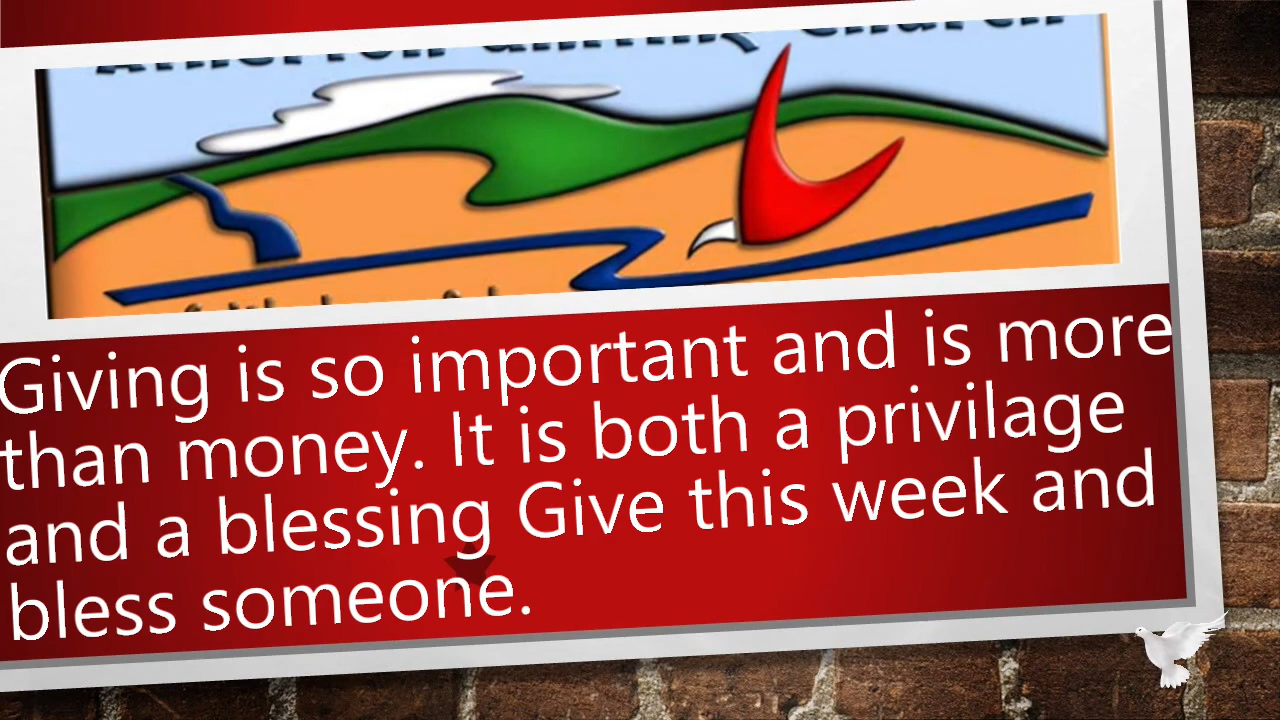 Church
Giving is so important and is more
than money. It is both a privilage
and a blessing Give this week and
bless someone.